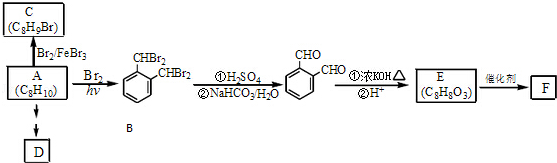 C
(C₈H₉Br)
Br₂/FeBr₃
A
(C₈H₁₀)
Br₂
hv
CHBr₂
CHBr₂
B
①H₂SO₄
②NaHCO₃/H₂O
CHO
CHO
①浓KOH △
②H⁺
E
(C₈H₈O₃)
催化剂
F
D